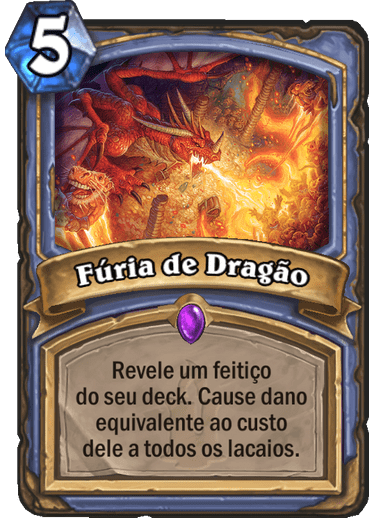 5
Fúria de Dragão
Revele um feitiço
do seu deck. Cause dano
equivalente ao custo
dele a todos os lacaios.